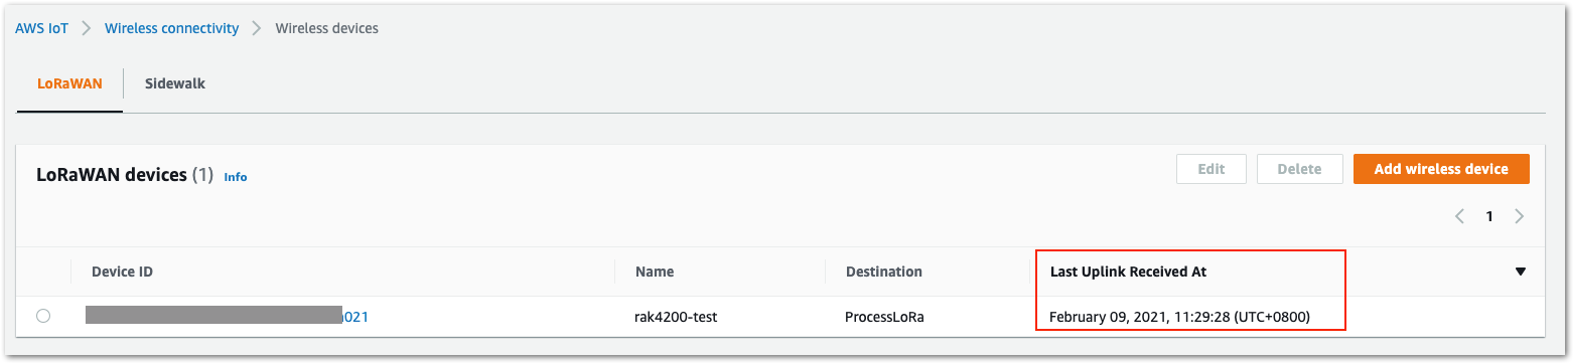 AWS IoT > Wireless connectivity > Wireless devices
LoRaWAN Sidewalk
LoRaWAN devices (1) Info Edit Delete Add wireless device
< 1 >
Device ID Name Destination Last Uplink Received At
021 rak4200-test ProcessLoRa February 09, 2021, 11:29:28 (UTC+0800)